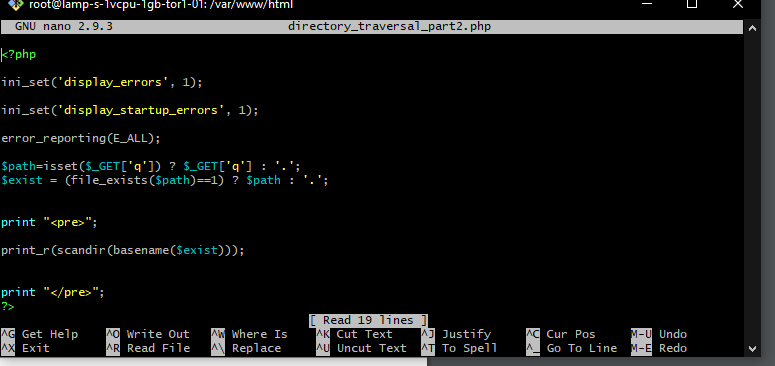 root@lamp-s-1vcpu-1gb-tor1-01: /var/www/html
GNU nano 2.9.3 directory_traversal_part2.php
<?php
ini_set('display_errors', 1);
ini_set('display_startup_errors', 1);
error_reporting(E_ALL);
$path=isset($_GET['q']) ? $_GET['q'] : '.';
$exist = (file_exists($path)==1) ? $path : '.';
print "<pre>";
print_r(scandir(basename($exist)));
print "</pre>";
?>
[ Read 19 lines ]
^G Get Help ^O Write Out ^W Where Is ^K Cut Text ^J Justify ^C Cur Pos M-U Undo
^X Exit ^R Read File ^\ Replace ^U Uncut Text ^T To Spell ^_ Go To Line M-E Redo